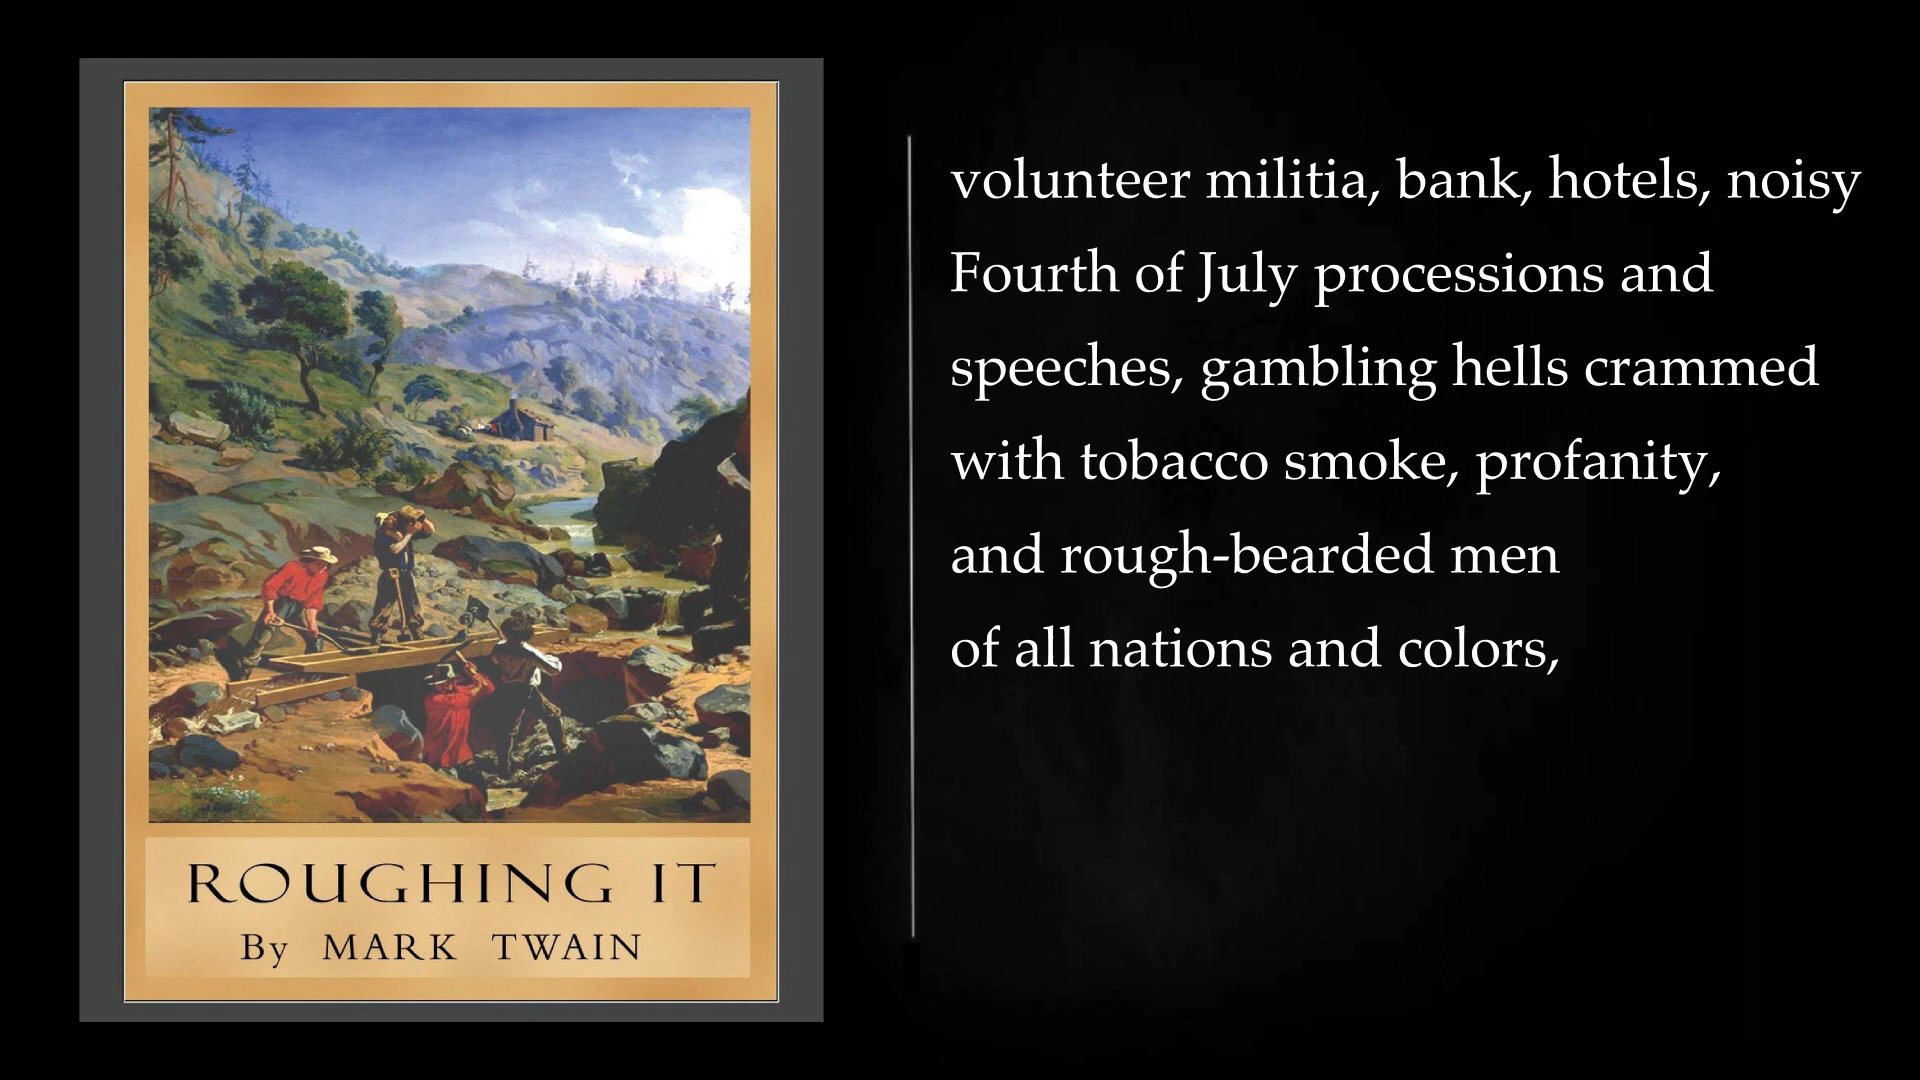 ROUGHING IT
By MARK TWAIN
volunteer militia, bank, hotels, noisy
Fourth of July processions and
speeches, gambling hells crammed
with tobacco smoke, profanity,
and rough-bearded men
of all nations and colors,